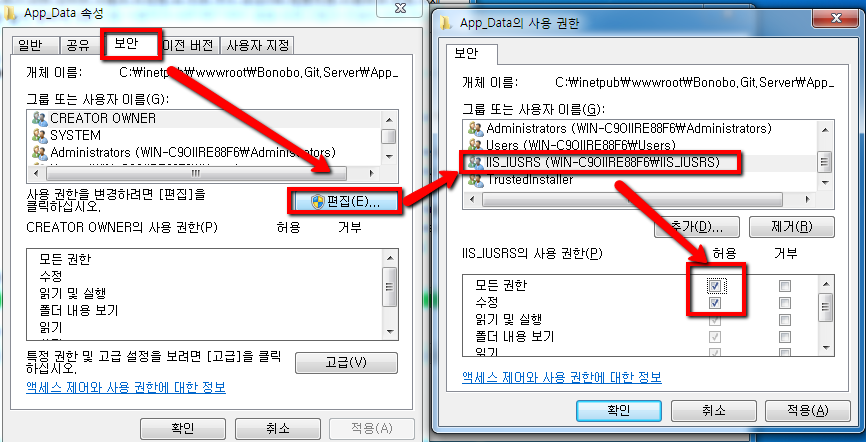 App_Data 속성
일반
공유
보안
이전 버전
사용자 지정
개체 이름: C:\inetpub\wwwroot\Bonobo.Git.Server\App_
그룹 또는 사용자 이름(G):
CREATOR OWNER
SYSTEM
Administrators (WIN-C9OIIRE88F6\Administrators)
사용 권한을 변경하려면 [편집]을
클릭하십시오.
편집(E)...
CREATOR OWNER의 사용 권한(P) 허용 거부
모든 권한
수정
읽기 및 실행
폴더 내용 보기
읽기
특정 권한 및 고급 설정을 보려면 [고급]을 클릭
하십시오.
고급(V)
액세스 제어와 사용 권한에 대한 정보
확인
취소
적용(A)
App_Data의 사용 권한
보안
개체 이름: C:\inetpub\wwwroot\Bonobo.Git.Server\App_
그룹 또는 사용자 이름(G):
Administrators (WIN-C9OIIRE88F6\Administrators)
Users (WIN-C9OIIRE88F6\Users)
IIS_IUSRS (WIN-C9OIIRE88F6\IIS_IUSRS)
TrustedInstaller
추가(D)...
제거(R)
IIS_IUSRS의 사용 권한(P) 허용 거부
모든 권한
수정
읽기 및 실행
폴더 내용 보기
읽기
액세스 제어와 사용 권한에 대한 정보
확인
취소
적용(A)